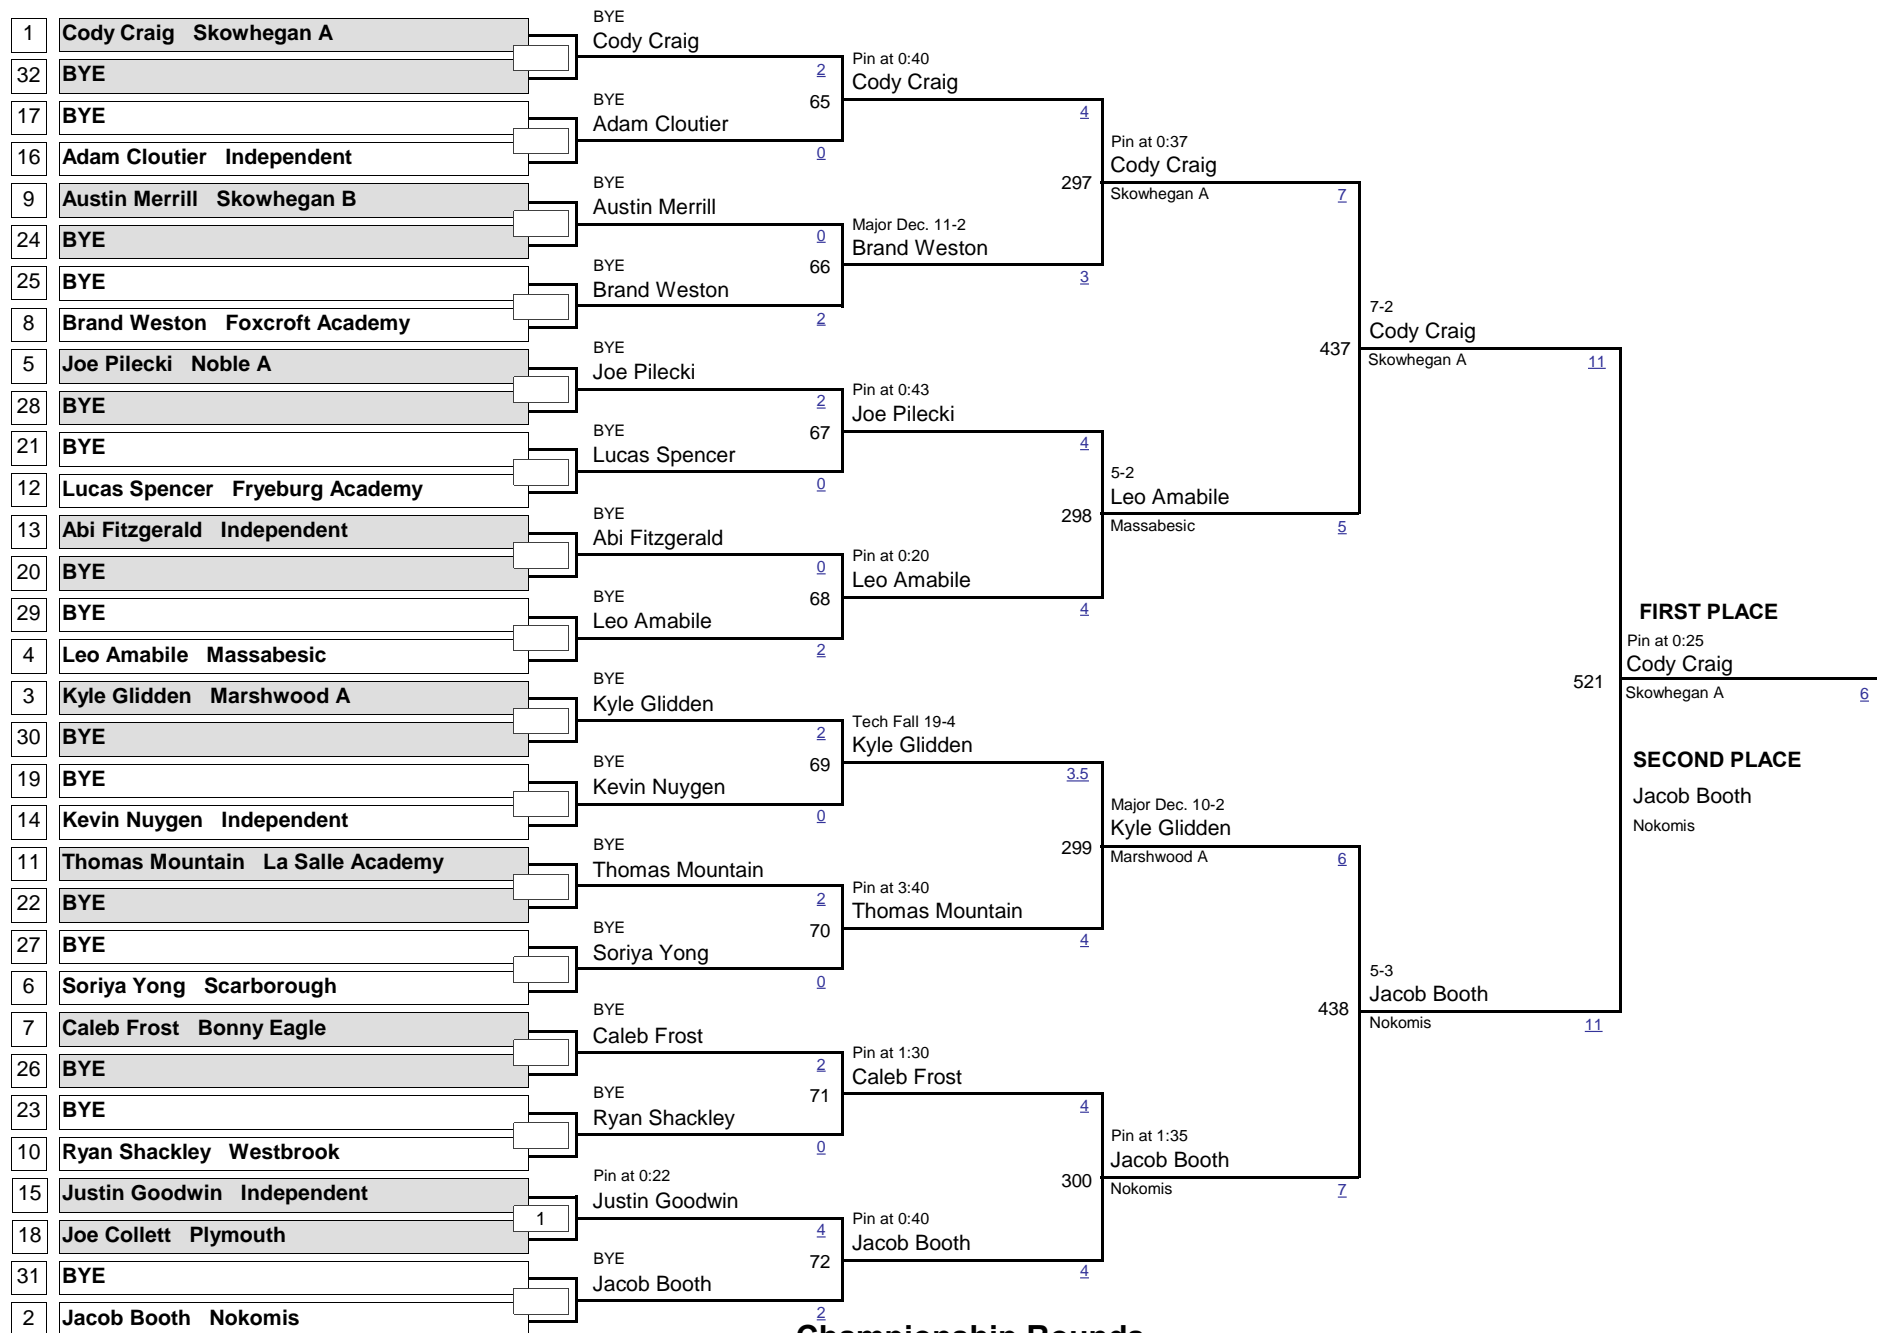 1 Cody Craig Skowhegan A
32 BYE
17 BYE
16 Adam Cloutier Independent
9 Austin Merrill Skowhegan B
24 BYE
25 BYE
8 Brand Weston Foxcroft Academy
5 Joe Pilecki Noble A
28 BYE
21 BYE
12 Lucas Spencer Fryeburg Academy
13 Abi Fitzgerald Independent
20 BYE
29 BYE
4 Leo Amabile Massabesic
3 Kyle Glidden Marshwood A
30 BYE
19 BYE
14 Kevin Nuygen Independent
11 Thomas Mountain La Salle Academy
22 BYE
27 BYE
6 Soriya Yong Scarborough
7 Caleb Frost Bonny Eagle
26 BYE
23 BYE
10 Ryan Shackley Westbrook
15 Justin Goodwin Independent
1
18 Joe Collett Plymouth
31 BYE
2 Jacob Booth Nokomis
BYE
Cody Craig
2
65
BYE
Adam Cloutier
0
BYE
Austin Merrill
0
66
BYE
Brand Weston
2
BYE
Joe Pilecki
2
67
BYE
Lucas Spencer
0
BYE
Abi Fitzgerald
0
68
BYE
Leo Amabile
2
BYE
Kyle Glidden
2
69
BYE
Kevin Nuygen
0
BYE
Thomas Mountain
2
70
BYE
Soriya Yong
0
BYE
Caleb Frost
2
71
BYE
Ryan Shackley
0
Pin at 0:22
Justin Goodwin
4
72
BYE
Jacob Booth
2
Pin at 0:40
Cody Craig
4
297
Major Dec. 11-2
Brand Weston
3
Pin at 0:43
Joe Pilecki
4
298
Pin at 0:20
Leo Amabile
4
Tech Fall 19-4
Kyle Glidden
3.5
299
Pin at 3:40
Thomas Mountain
4
Pin at 1:30
Caleb Frost
4
300
Pin at 0:40
Jacob Booth
4
Pin at 0:37
Cody Craig
Skowhegan A 7
437
5-2
Leo Amabile
Massabesic 5
Major Dec. 10-2
Kyle Glidden
Marshwood A 6
438
Pin at 1:35
Jacob Booth
Nokomis 7
7-2
Cody Craig
Skowhegan A 11
521
5-3
Jacob Booth
Nokomis 11
FIRST PLACE
Pin at 0:25
Cody Craig
Skowhegan A 6
SECOND PLACE
Jacob Booth
Nokomis
Championship Rounds